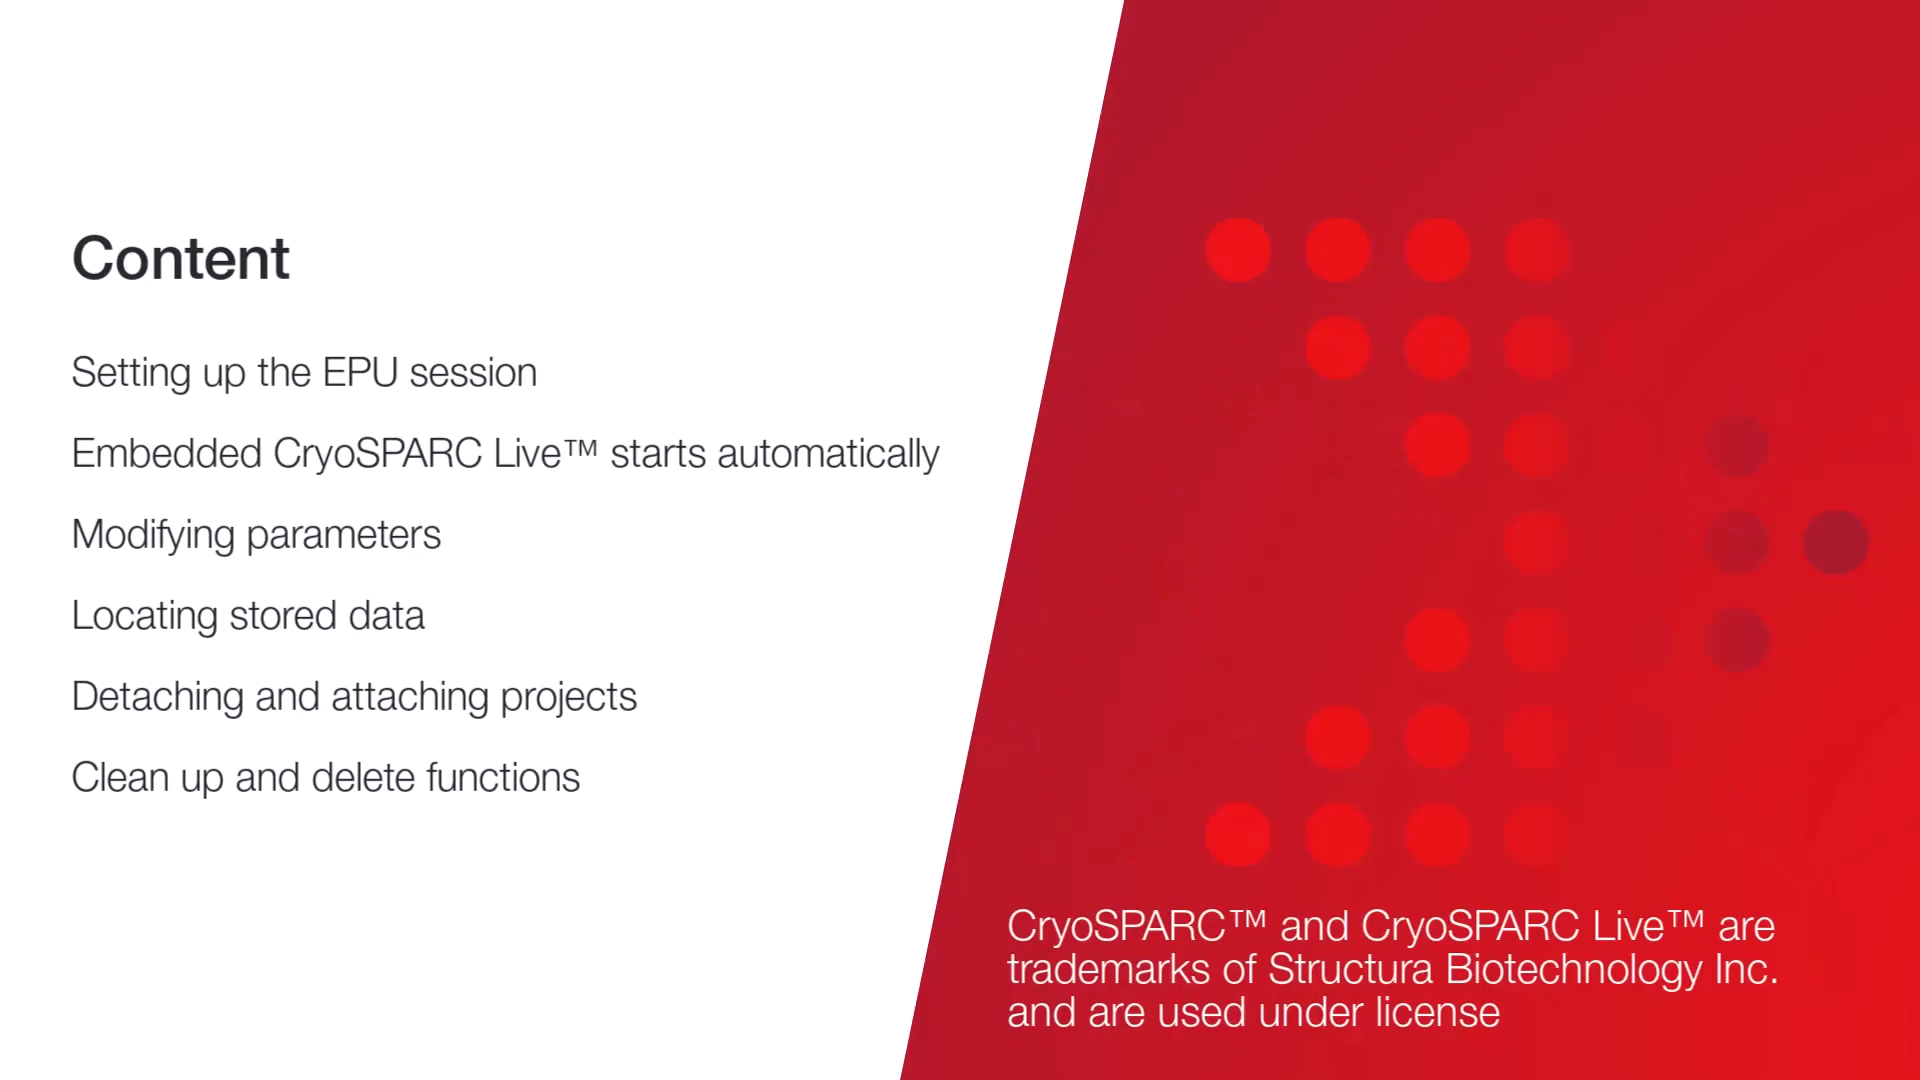 Content
Setting up the EPU session
Embedded CryoSPARC Live™ starts automatically
Modifying parameters
Locating stored data
Detaching and attaching projects
Clean up and delete functions
CryoSPARC™ and CryoSPARC Live™ are
trademarks of Structura Biotechnology Inc.
and are used under license